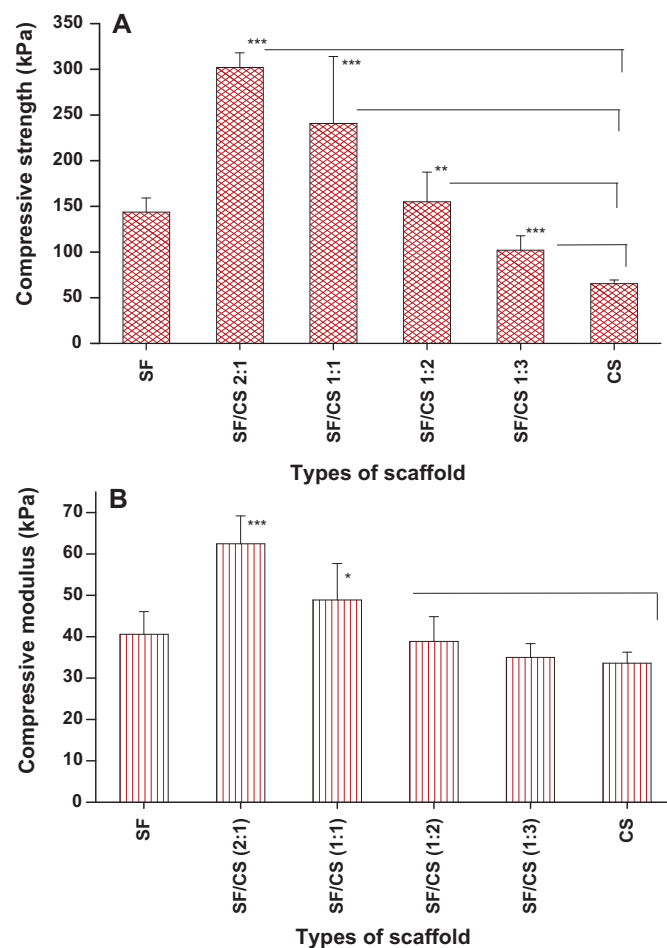 A
Compressive strength (kPa)
350
300
250
200
150
100
50
0
***
***
**
***
SF
SF/CS 2:1
SF/CS 1:1
SF/CS 1:2
SF/CS 1:3
CS
Types of scaffold
B
Compressive modulus (kPa)
70
60
50
40
30
20
10
0
***
*
SF
SF/CS (2:1)
SF/CS (1:1)
SF/CS (1:2)
SF/CS (1:3)
CS
Types of scaffold